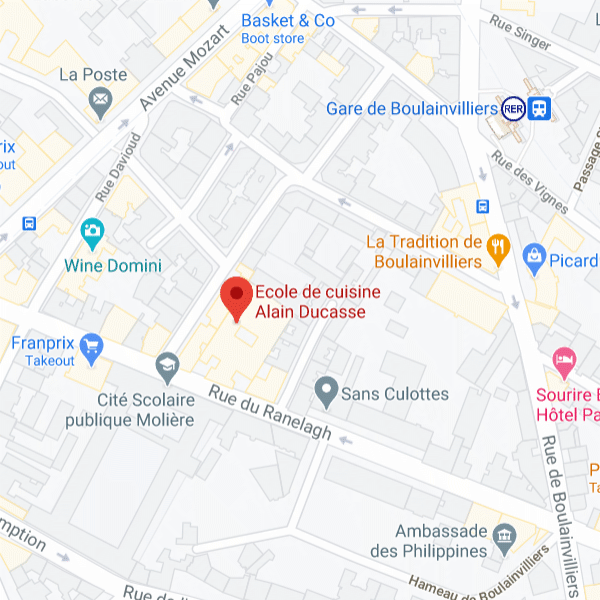 Basket & Co
Boot store
Rue Singer
Avenue Mozart
La Poste
Rue Pajou
Gare de Boulainvilliers
RER
Passage
Rue Davioud
rix
out
Rue des Vignes
Wine Domini
La Tradition de
Boulainvilliers
Picard
Ecole de cuisine
Alain Ducasse
Franprix
Takeout
Cité Scolaire
publique Molière
Rue du Ranelagh
Sans Culottes
Sourire B
Hôtel Pa
Rue de Boulainvilliers
P
Ta
Ambassade
des Philippines
mption
Hameau de Boulainvilliers
Rue de l'